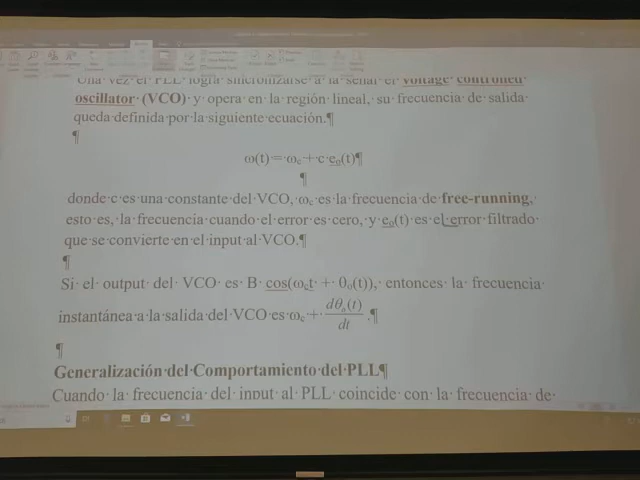 Una vez el PLL logra sincronizarse a la señal el voltage controlled
oscillator (VCO) y opera en la región lineal, su frecuencia de salida
queda definida por la siguiente ecuación.¶
¶
ω(t) = ωc + c eo(t)¶
¶
donde c es una constante del VCO, ωc es la frecuencia de free-running,
esto es, la frecuencia cuando el error es cero, y eo(t) es el error filtrado
que se convierte en el input al VCO.¶
¶
Si el output del VCO es B cos(ωct + θo(t)), entonces la frecuencia
instantánea a la salida del VCO es ωc + dθo(t)/dt .¶
¶
Generalización del Comportamiento del PLL¶
Cuando la frecuencia del input al PLL coincide con la frecuencia de